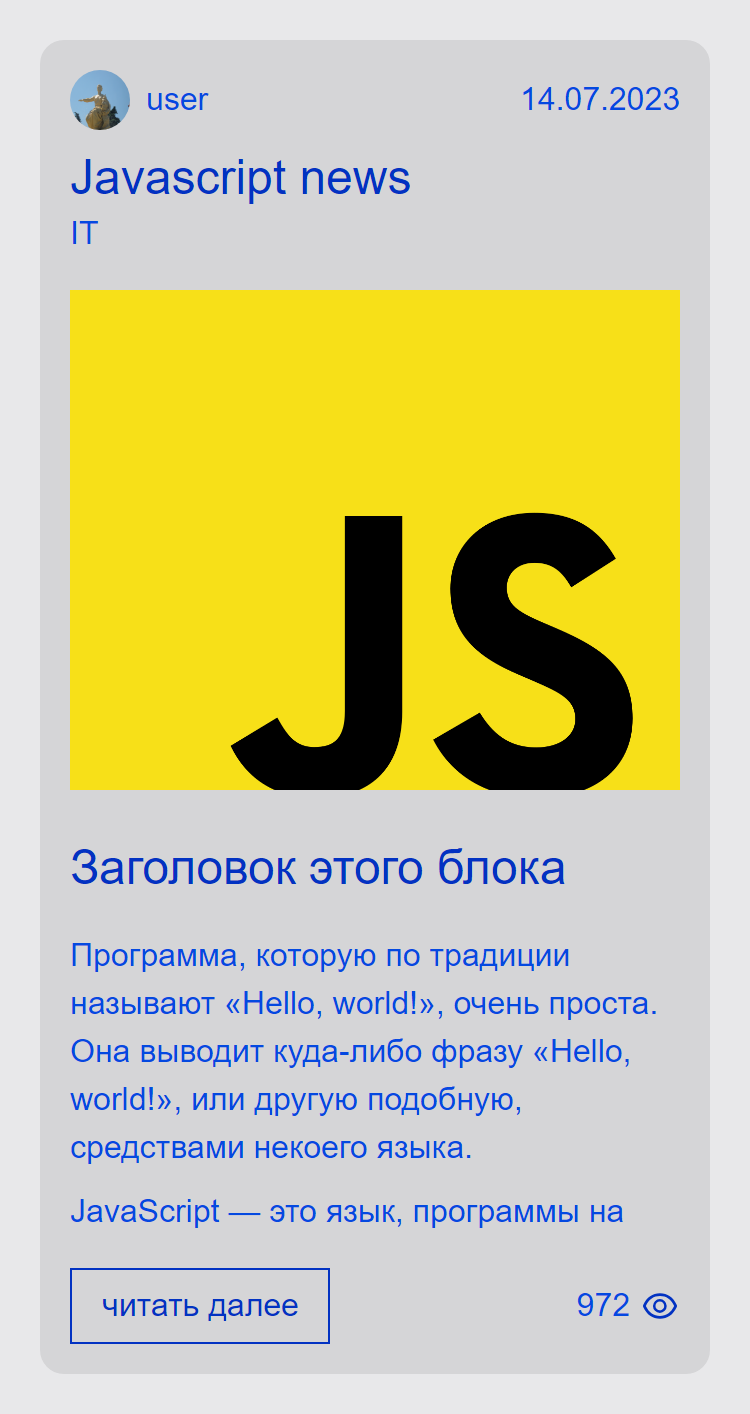 user
14.07.2023
Javascript news
IT
JS
Заголовок этого блока
Программа, которую по традиции
называют «Hello, world!», очень проста.
Она выводит куда-либо фразу «Hello,
world!», или другую подобную,
средствами некоего языка.
JavaScript — это язык, программы на
читать далее
972